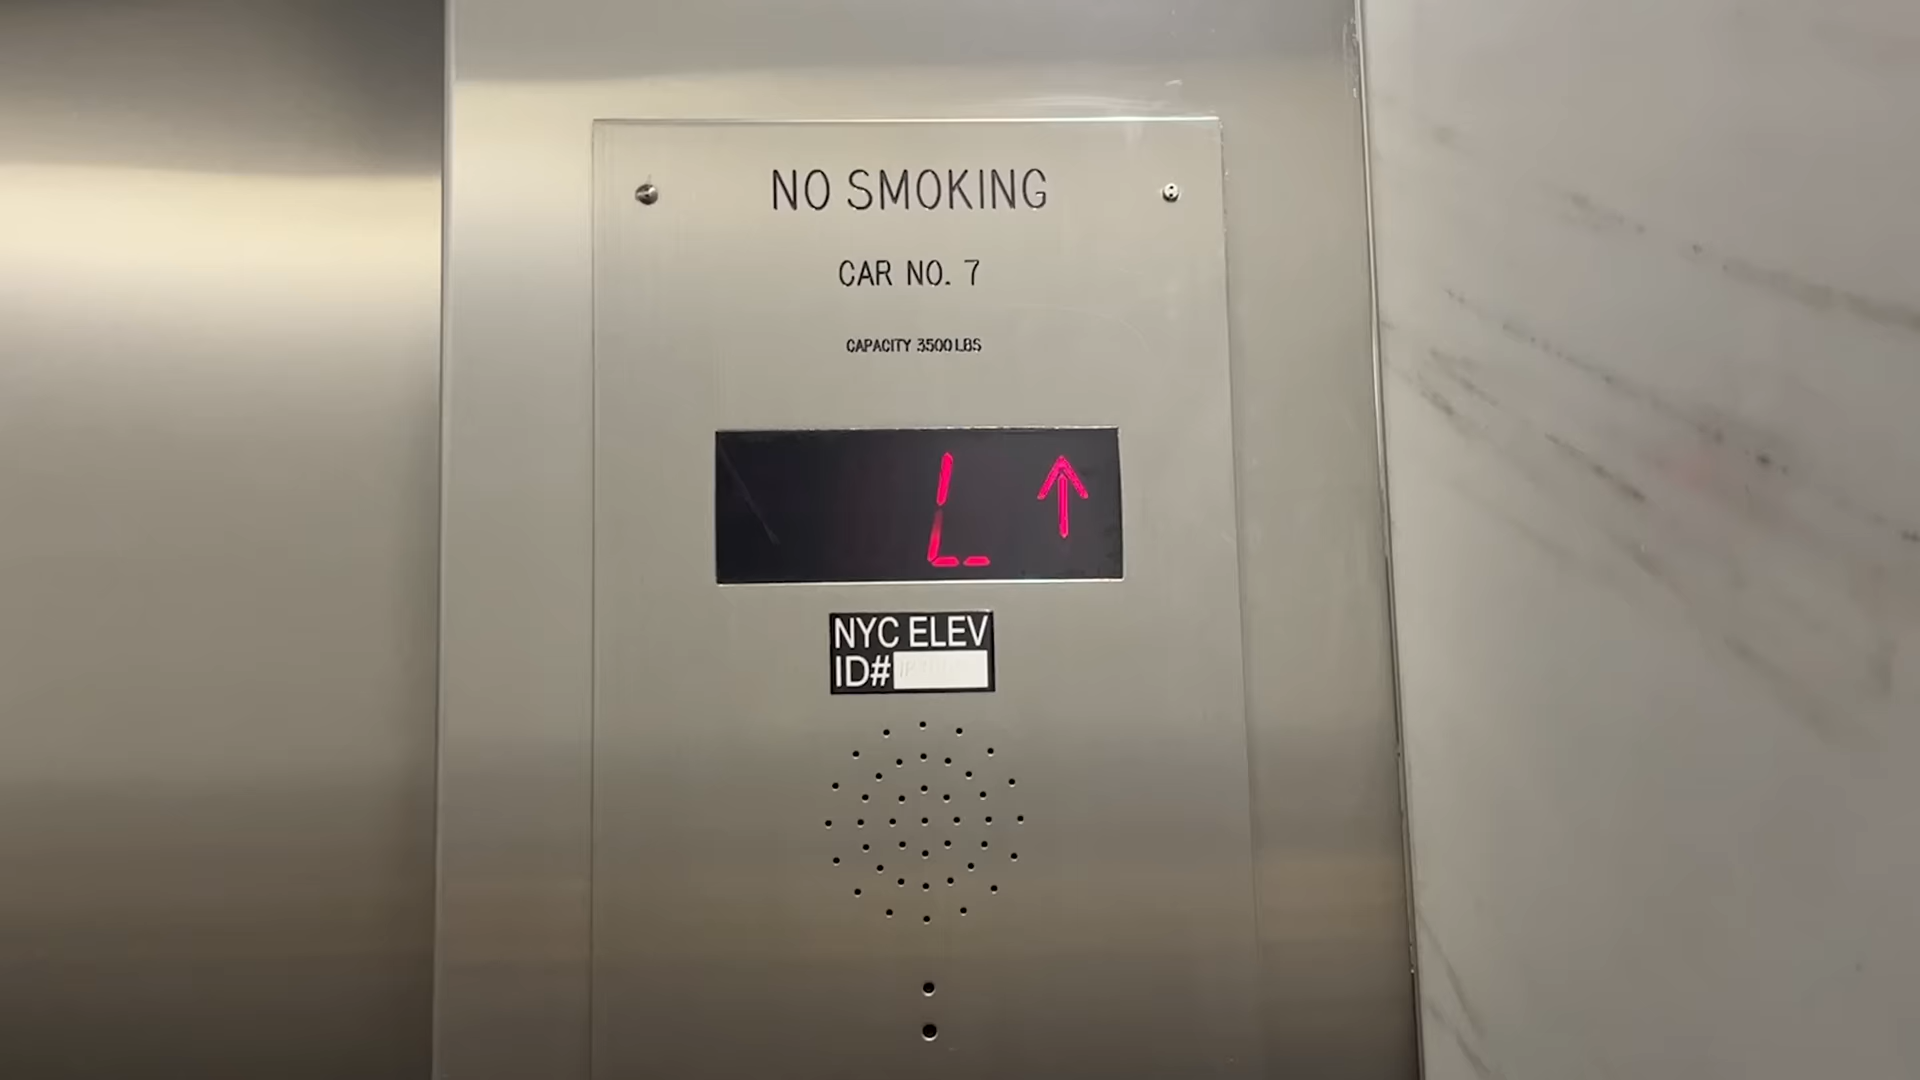 NO SMOKING
CAR NO. 7
CAPACITY 3500 LBS
L ↑
NYC ELEV
ID#